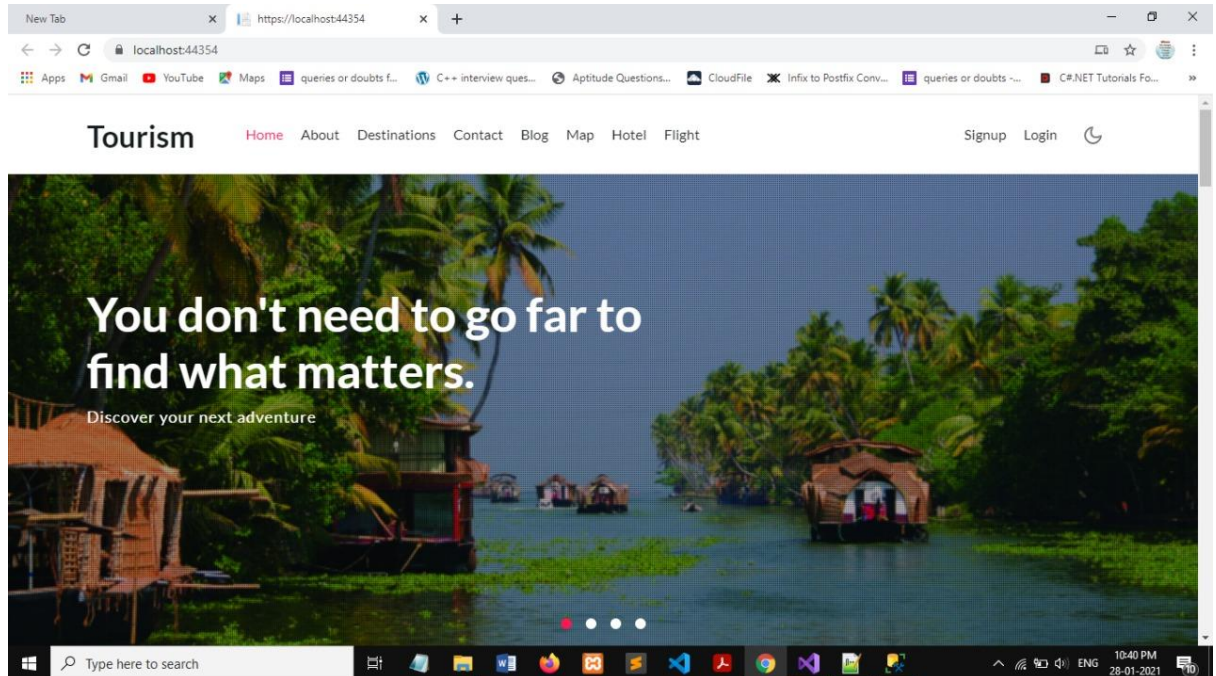 New Tab
https://localhost:44354
localhost:44354
Apps Gmail YouTube Maps queries or doubts f... C++ interview ques... Aptitude Questions... CloudFile Infix to Postfix Conv... queries or doubts -... C#.NET Tutorials Fo... »
Tourism Home About Destinations Contact Blog Map Hotel Flight Signup Login
You don't need to go far to
find what matters.
Discover your next adventure
Type here to search
ENG
10:40 PM
28-01-2021
10